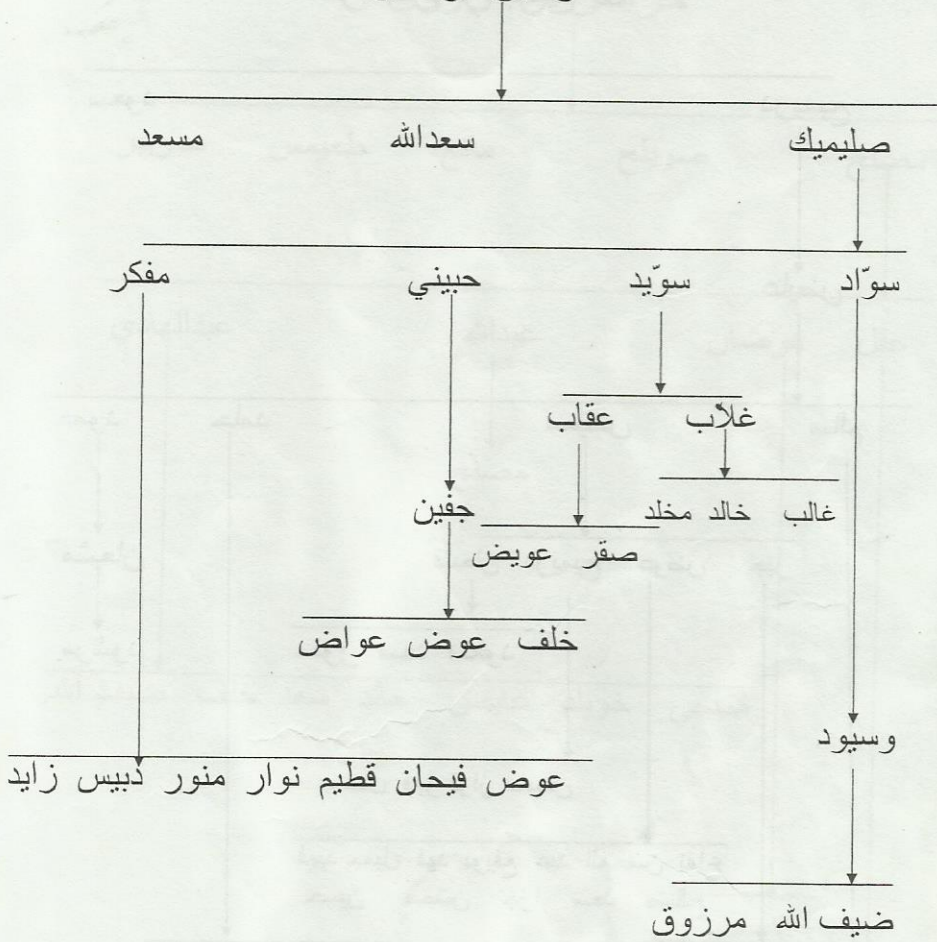 صليميك سعدالله مسعد
سوّاد سوّيد حبيني مفكر
غلاّب عقاب
غالب خالد مخلد
جفين
صقر عويض
خلف عوض عواض
وسيود
عوض فيحان قطيم نوار منور دبيس زايد
ضيف الله مرزوق